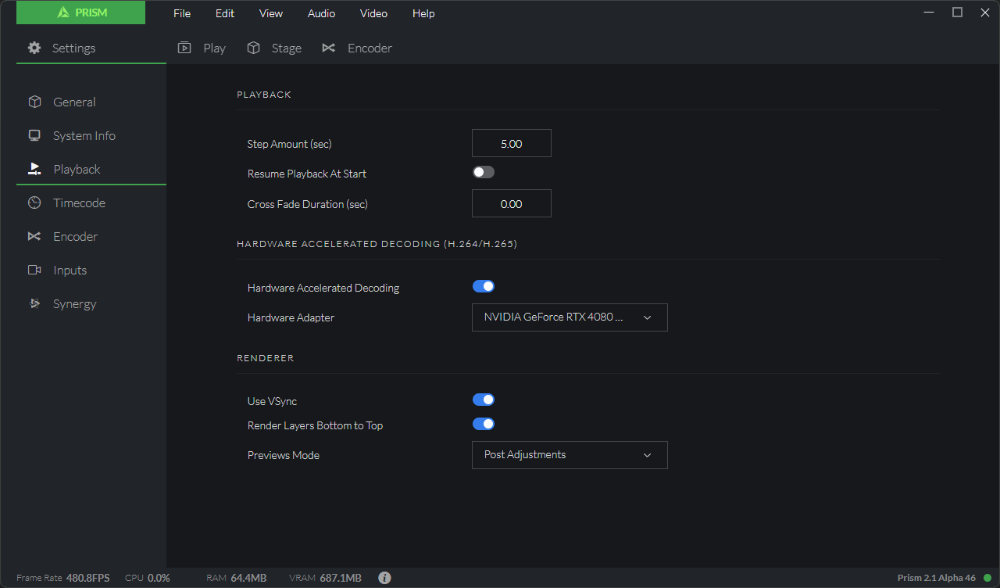 PRISM File Edit View Audio Video Help
Settings Play Stage Encoder
General
System Info
Playback
Timecode
Encoder
Inputs
Synergy
PLAYBACK
Step Amount (sec) 5.00
Resume Playback At Start
Cross Fade Duration (sec) 0.00
HARDWARE ACCELERATED DECODING (H.264/H.265)
Hardware Accelerated Decoding
Hardware Adapter NVIDIA GeForce RTX 4080 ...
RENDERER
Use VSync
Render Layers Bottom to Top
Previews Mode Post Adjustments
Frame Rate 480.8FPS CPU 0.0% RAM 64.4MB VRAM 687.1MB i Prism 2.1 Alpha 46